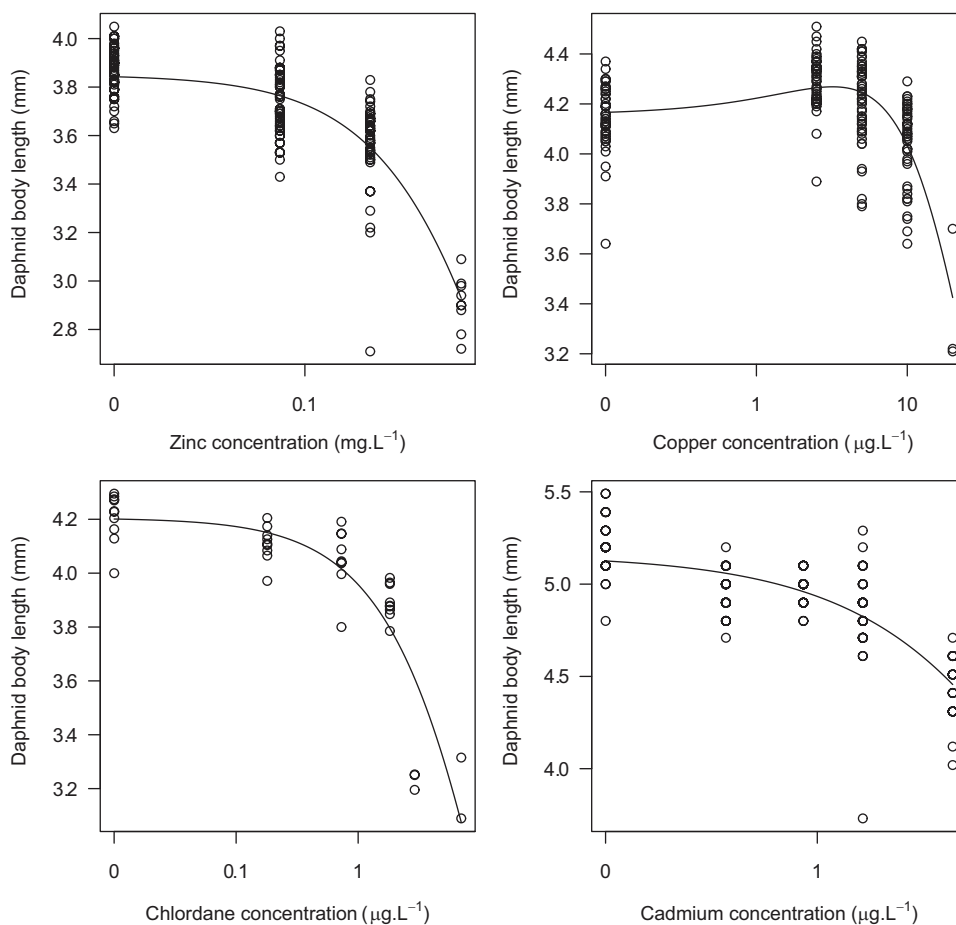 4.0
3.8
3.6
3.4
3.2
3.0
2.8
Daphnid body length (mm)
0 0.1
Zinc concentration (mg.L⁻¹)
4.4
4.2
4.0
3.8
3.6
3.4
3.2
Daphnid body length (mm)
0 1 10
Copper concentration (μg.L⁻¹)
4.2
4.0
3.8
3.6
3.4
3.2
Daphnid body length (mm)
0 0.1 1
Chlordane concentration (μg.L⁻¹)
5.5
5.0
4.5
4.0
Daphnid body length (mm)
0 1
Cadmium concentration (μg.L⁻¹)